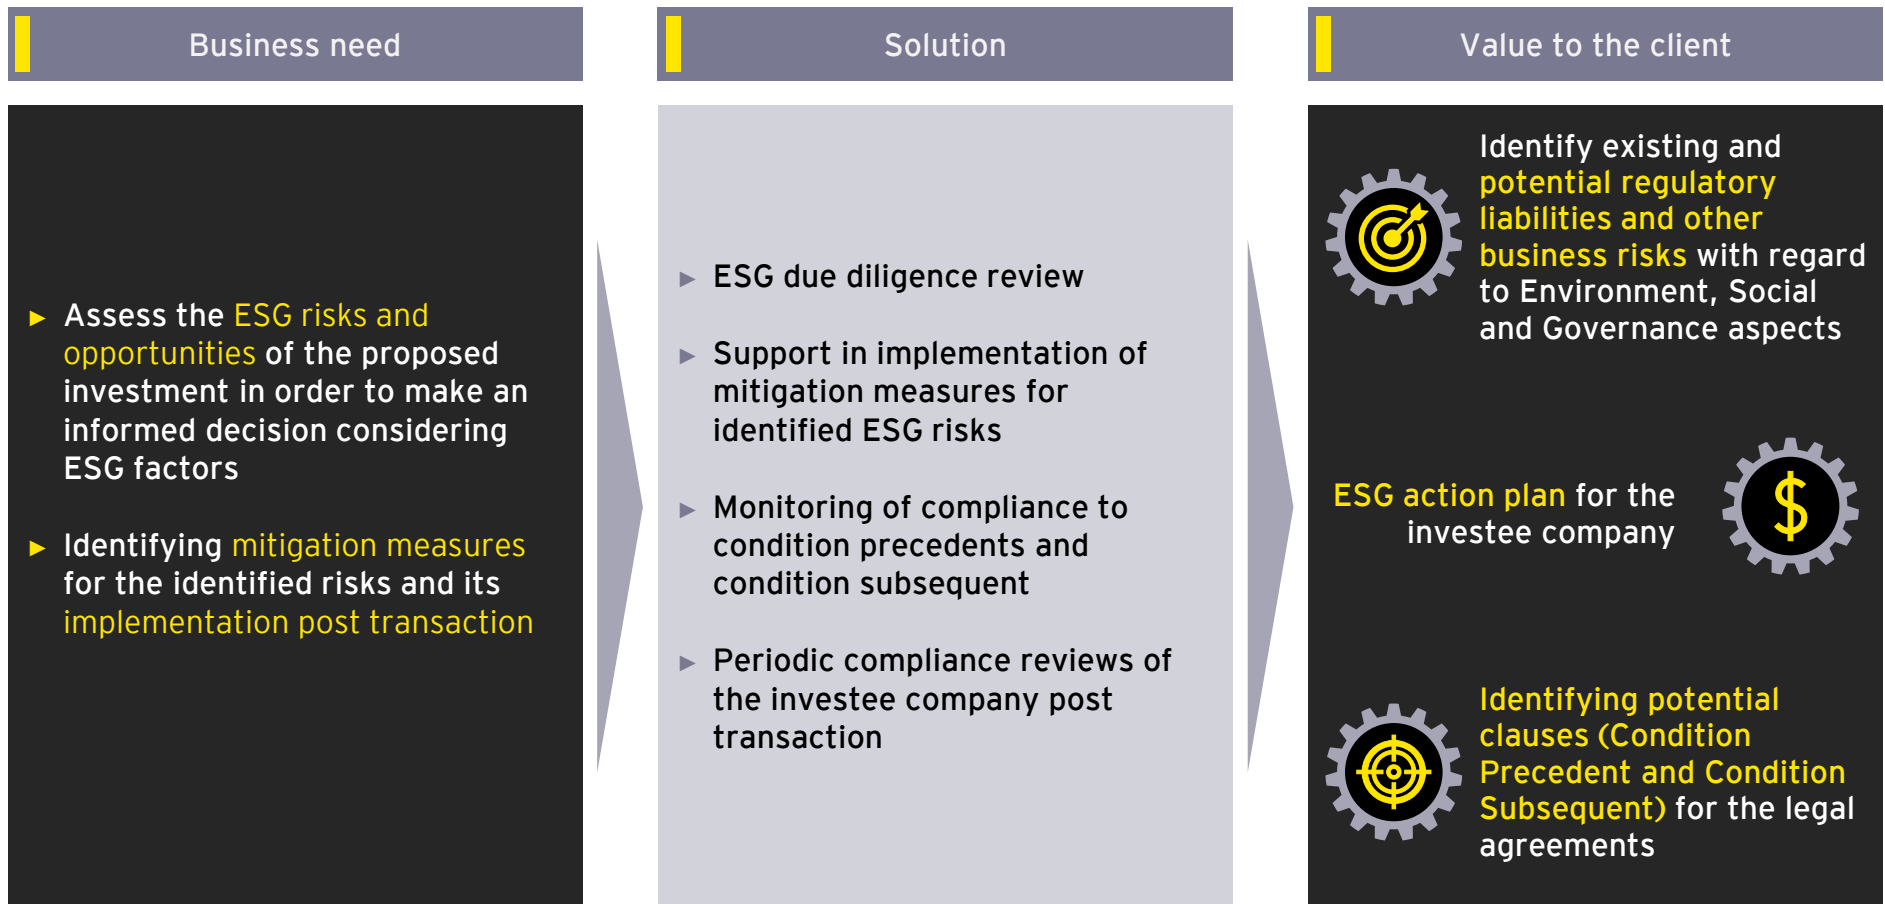 Business need
Solution
Value to the client
► Assess the ESG risks and
opportunities of the proposed
investment in order to make an
informed decision considering
ESG factors
► Identifying mitigation measures
for the identified risks and its
implementation post transaction
► ESG due diligence review
► Support in implementation of
mitigation measures for
identified ESG risks
► Monitoring of compliance to
condition precedents and
condition subsequent
► Periodic compliance reviews of
the investee company post
transaction
Identify existing and
potential regulatory
liabilities and other
business risks with regard
to Environment, Social
and Governance aspects
ESG action plan for the
investee company
$
Identifying potential
clauses (Condition
Precedent and Condition
Subsequent) for the legal
agreements